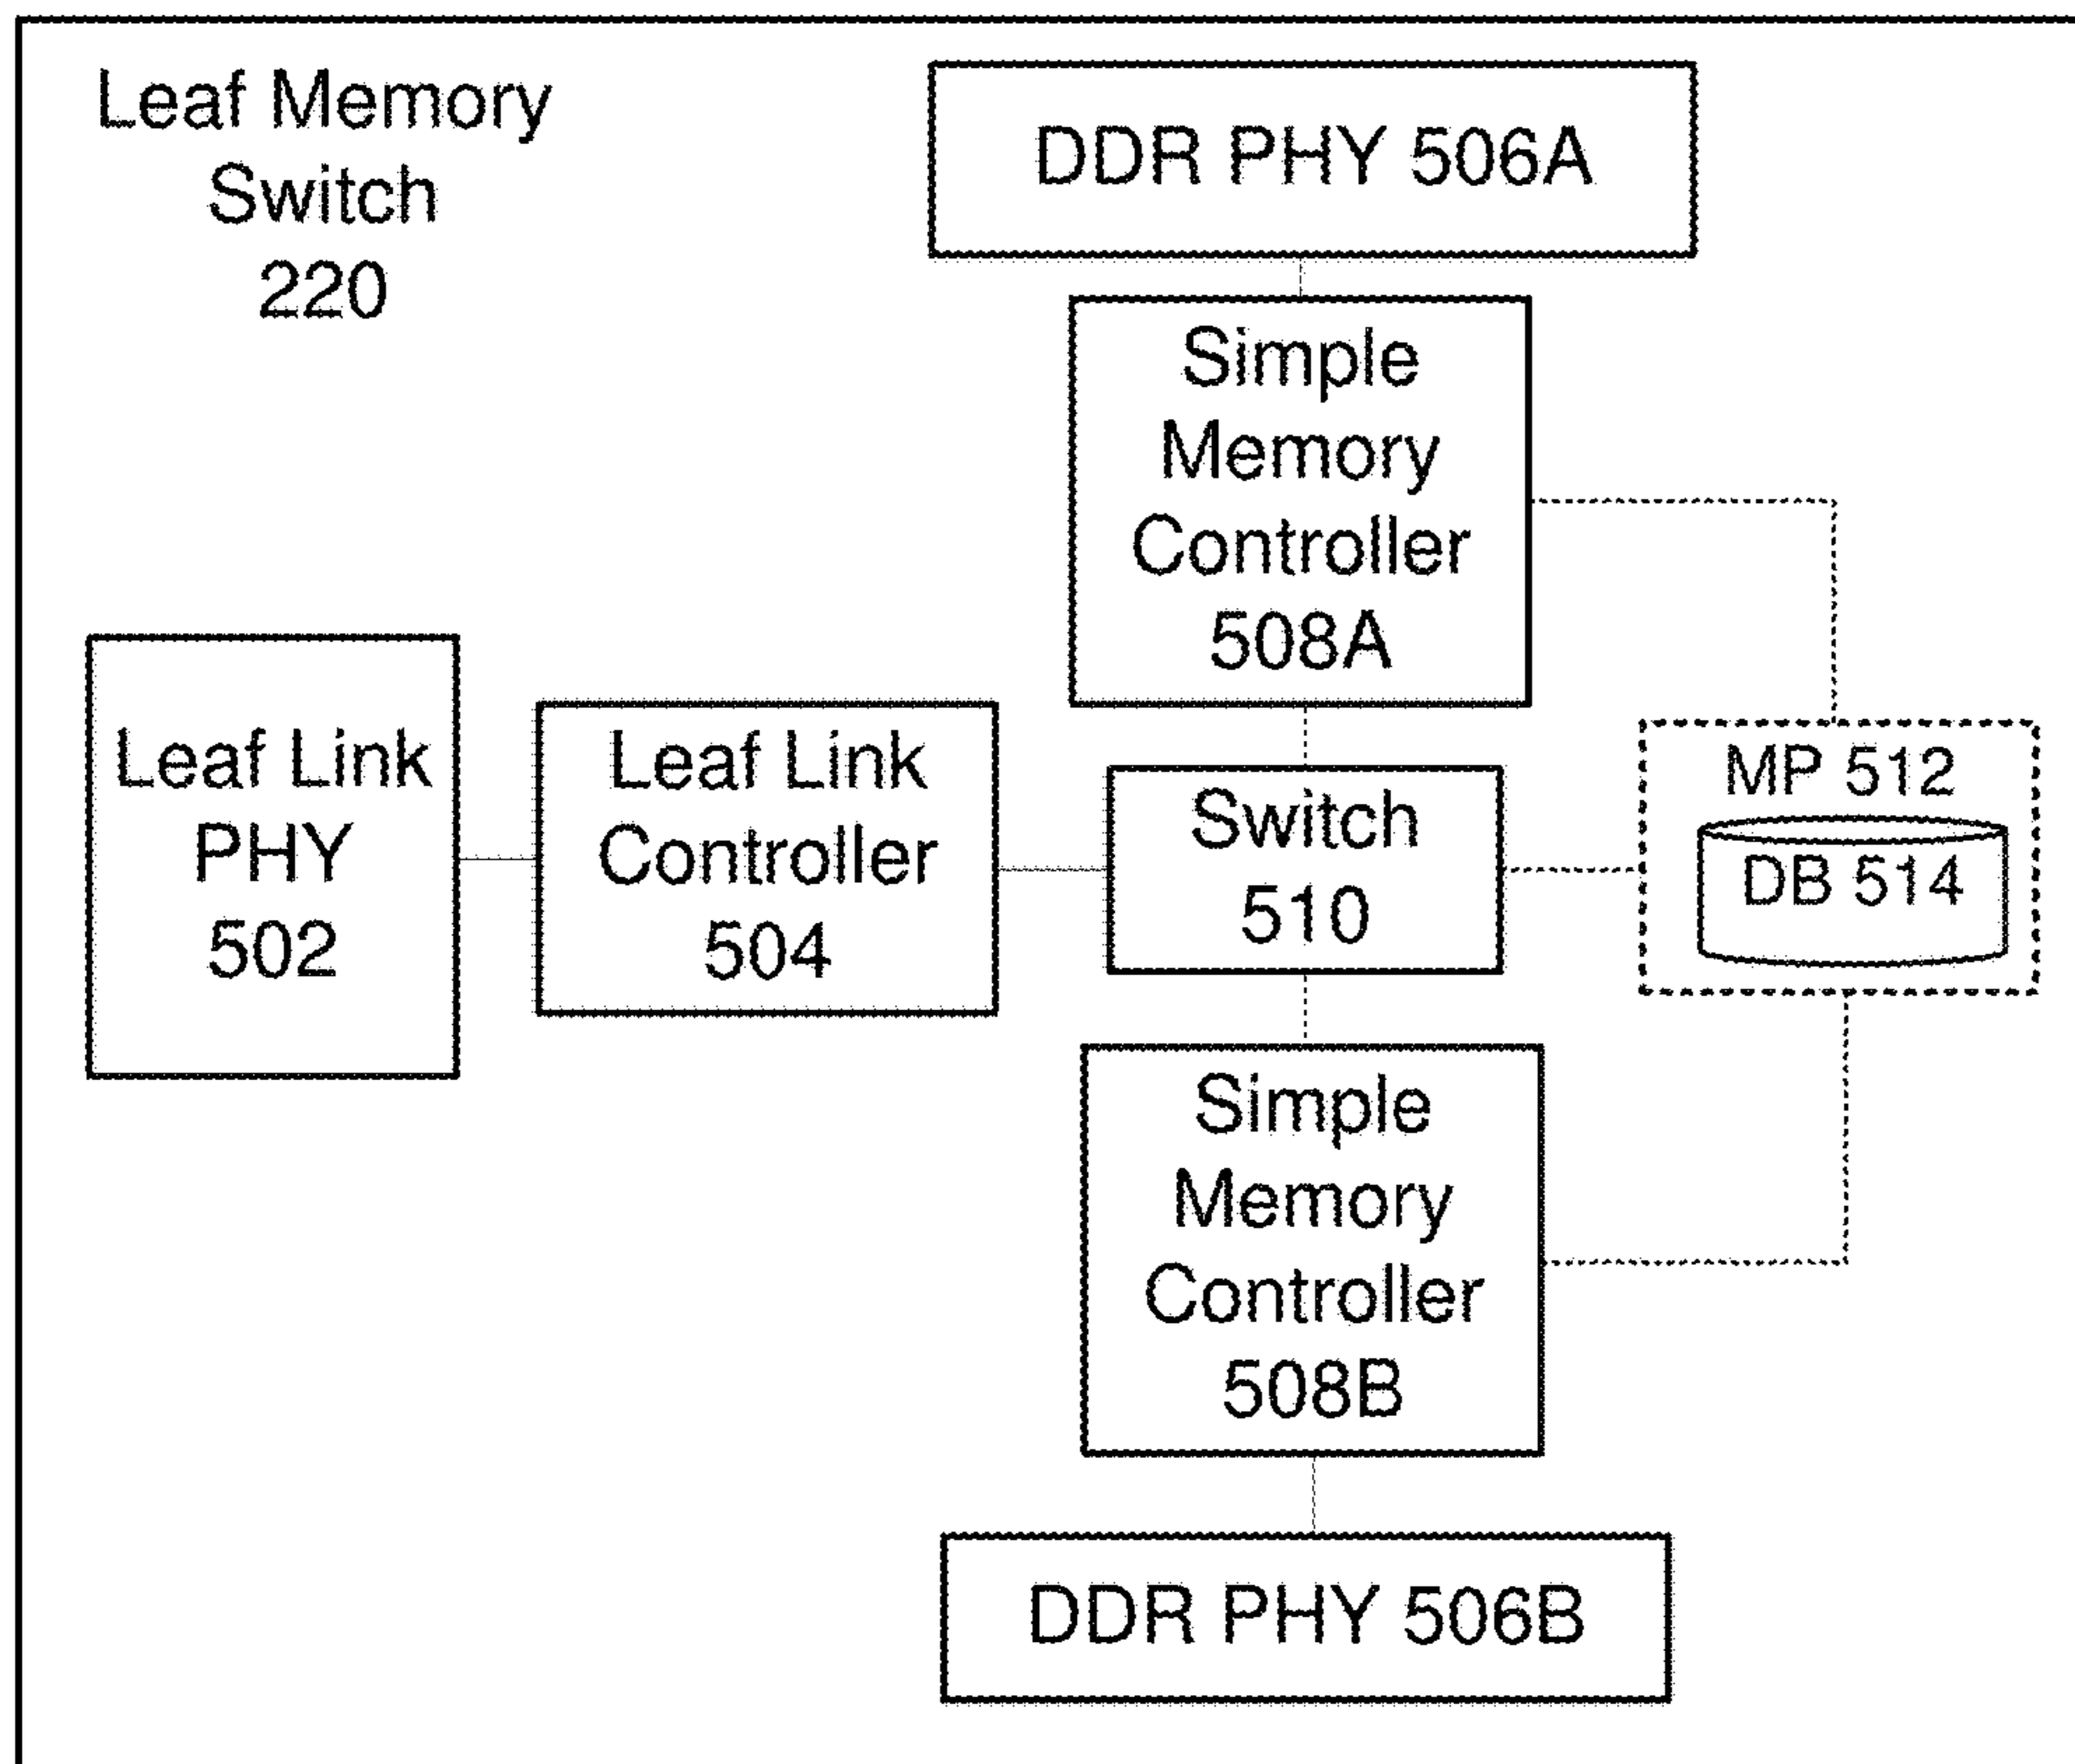 Leaf Memory
Switch
220
DDR PHY 506A
Simple
Memory
Controller
508A
Leaf Link
PHY
502
Leaf Link
Controller
504
Switch
510
MP 512
DB 514
Simple
Memory
Controller
508B
DDR PHY 506B